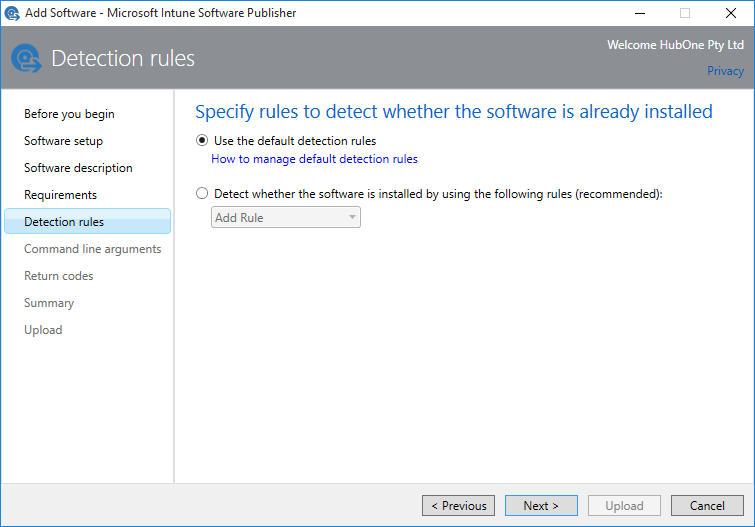 Add Software - Microsoft Intune Software Publisher
Welcome HubOne Pty Ltd
Detection rules
Privacy
Before you begin
Software setup
Software description
Requirements
Detection rules
Command line arguments
Return codes
Summary
Upload
Specify rules to detect whether the software is already installed
Use the default detection rules
How to manage default detection rules
Detect whether the software is installed by using the following rules (recommended):
Add Rule
< Previous
Next >
Upload
Cancel